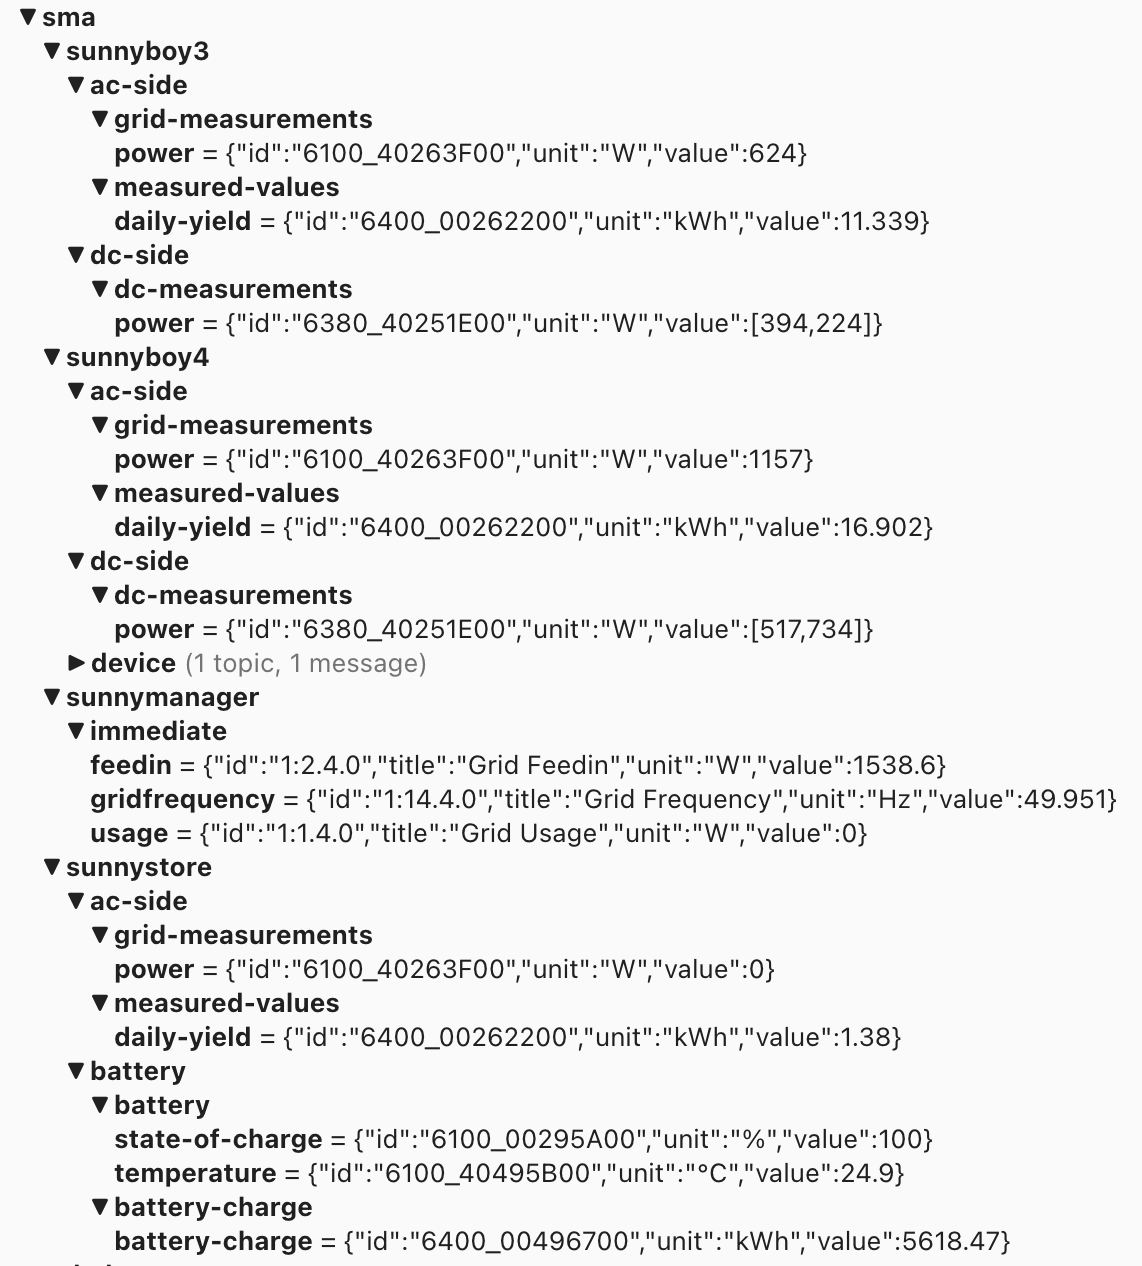 ▼ sma
▼ sunnyboy3
▼ ac-side
▼ grid-measurements
power = {"id":"6100_40263F00","unit":"W","value":624}
▼ measured-values
daily-yield = {"id":"6400_00262200","unit":"kWh","value":11.339}
▼ dc-side
▼ dc-measurements
power = {"id":"6380_40251E00","unit":"W","value":[394,224]}
▼ sunnyboy4
▼ ac-side
▼ grid-measurements
power = {"id":"6100_40263F00","unit":"W","value":1157}
▼ measured-values
daily-yield = {"id":"6400_00262200","unit":"kWh","value":16.902}
▼ dc-side
▼ dc-measurements
power = {"id":"6380_40251E00","unit":"W","value":[517,734]}
▶ device (1 topic, 1 message)
▼ sunnymanager
▼ immediate
feedin = {"id":"1:2.4.0","title":"Grid Feedin","unit":"W","value":1538.6}
gridfrequency = {"id":"1:14.4.0","title":"Grid Frequency","unit":"Hz","value":49.951}
usage = {"id":"1:1.4.0","title":"Grid Usage","unit":"W","value":0}
▼ sunnystore
▼ ac-side
▼ grid-measurements
power = {"id":"6100_40263F00","unit":"W","value":0}
▼ measured-values
daily-yield = {"id":"6400_00262200","unit":"kWh","value":1.38}
▼ battery
▼ battery
state-of-charge = {"id":"6100_00295A00","unit":"%","value":100}
temperature = {"id":"6100_40495B00","unit":"°C","value":24.9}
▼ battery-charge
battery-charge = {"id":"6400_00496700","unit":"kWh","value":5618.47}